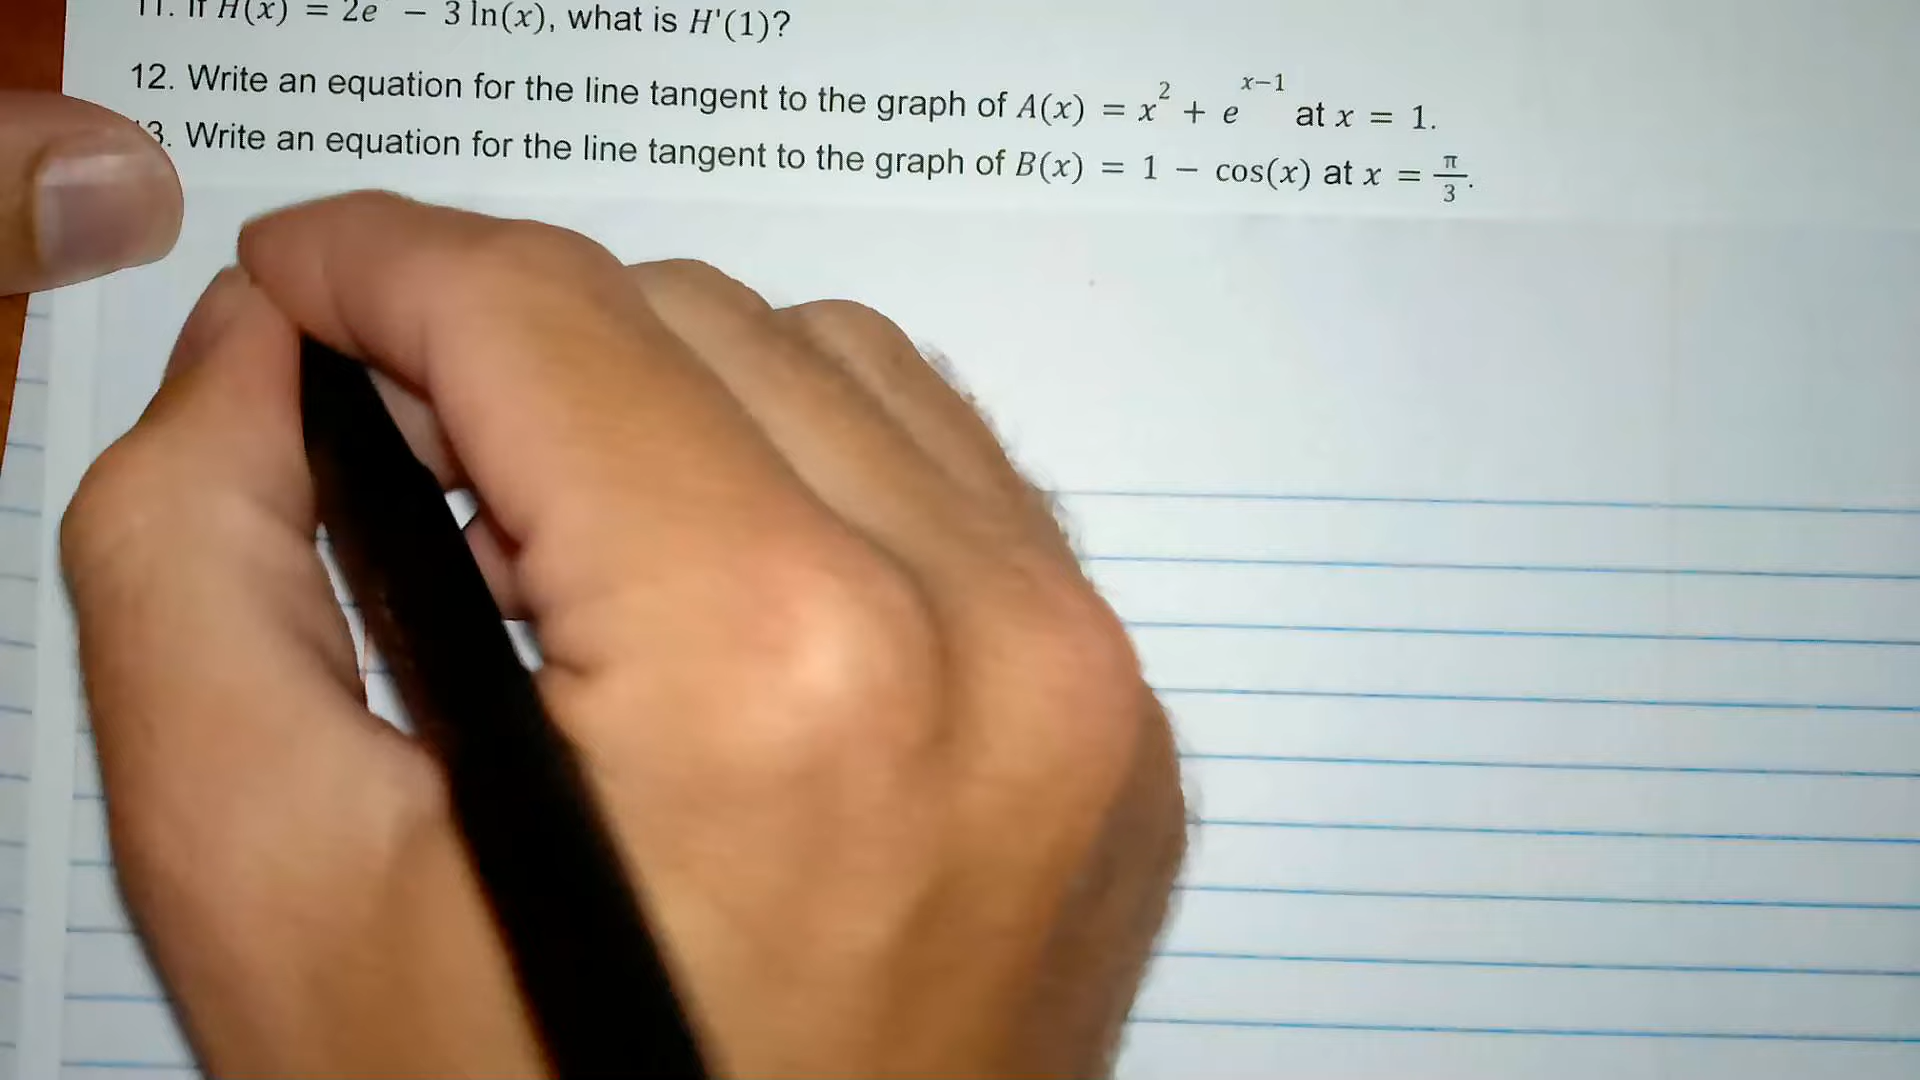 11. If H(x) = 2e − 3 ln(x), what is H'(1)?
12. Write an equation for the line tangent to the graph of A(x) = x² + e^(x−1) at x = 1.
3. Write an equation for the line tangent to the graph of B(x) = 1 − cos(x) at x = π/3.